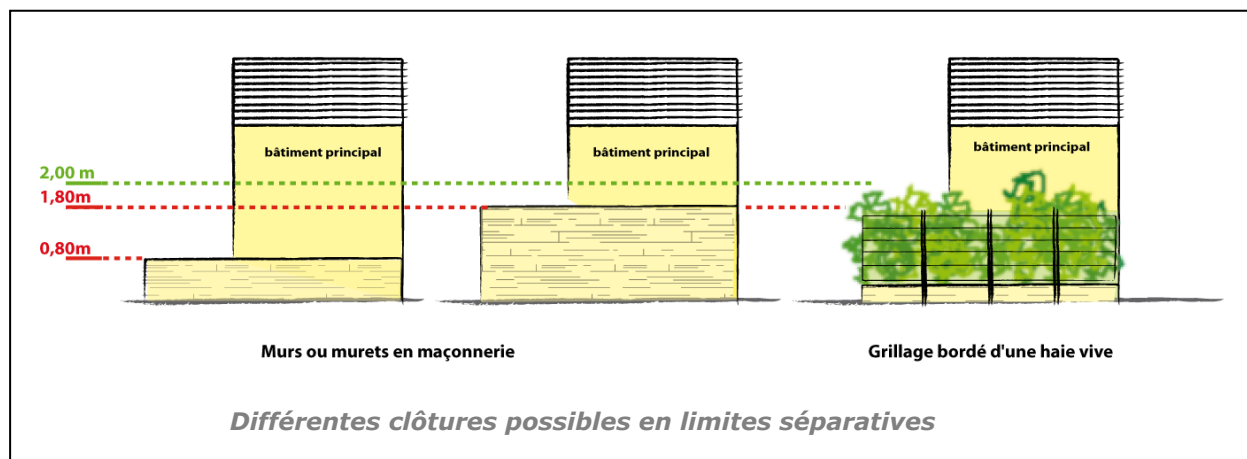 bâtiment principal
bâtiment principal
bâtiment principal
2,00 m
1,80m
0,80m
Murs ou murets en maçonnerie
Grillage bordé d'une haie vive
Différentes clôtures possibles en limites séparatives